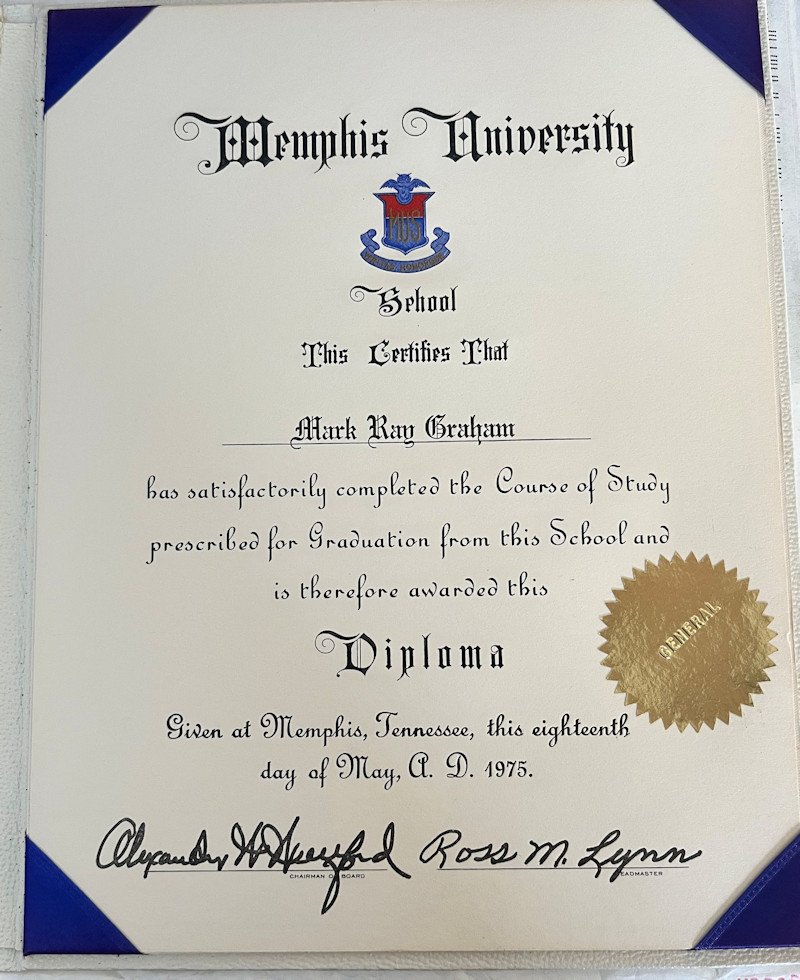 Memphis University
MUS
School
This Certifies That
Mark Ray Graham
has satisfactorily completed the Course of Study
prescribed for Graduation from this School and
is therefore awarded this
Diploma
GENERAL
Given at Memphis, Tennessee, this eighteenth
day of May, A. D. 1975.
Alexander W
Ross M. Lynn
CHAIRMAN OF BOARD
HEADMASTER